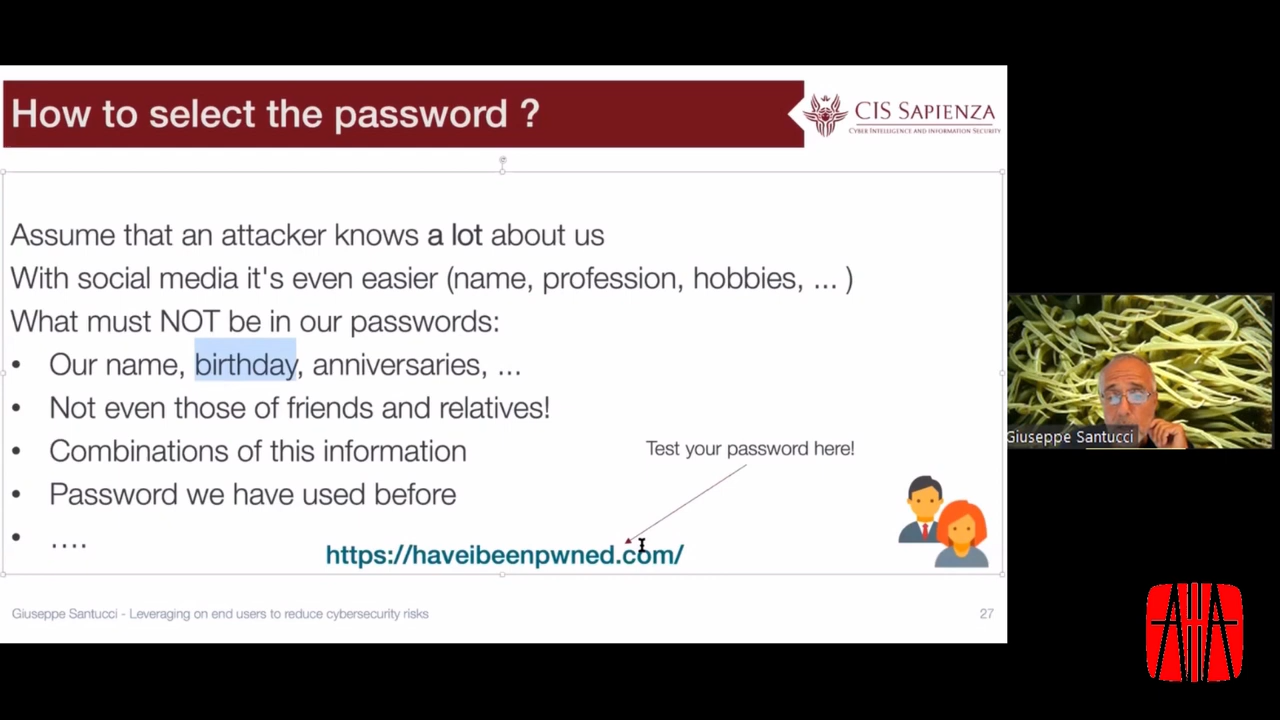 How to select the password ?
CIS SAPIENZA
CYBER INTELLIGENCE AND INFORMATION SECURITY
Assume that an attacker knows a lot about us
With social media it's even easier (name, profession, hobbies, ... )
What must NOT be in our passwords:
• Our name, birthday, anniversaries, ...
• Not even those of friends and relatives!
• Combinations of this information
Test your password here!
• Password we have used before
• ....
https://haveibeenpwned.com/
Giuseppe Santucci - Leveraging on end users to reduce cybersecurity risks
27
Giuseppe Santucci